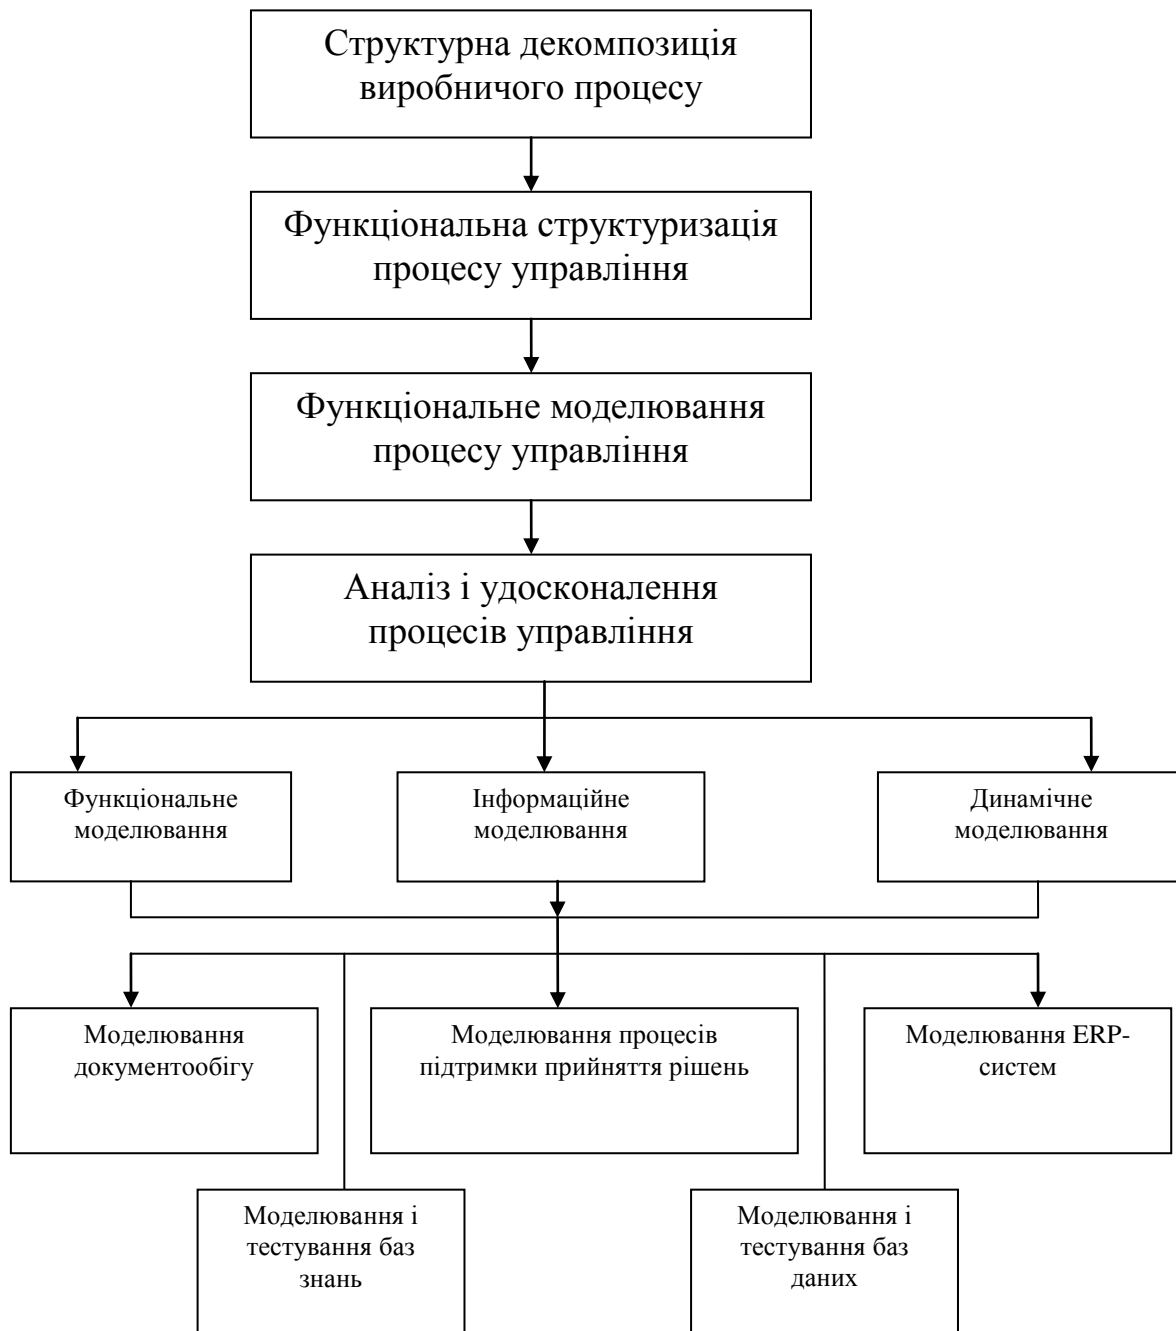 Структурна декомпозиція
виробничого процесу
Функціональна структуризація
процесу управління
Функціональне моделювання
процесу управління
Аналіз і удосконалення
процесів управління
Функціональне
моделювання
Інформаційне
моделювання
Динамічне
моделювання
Моделювання
документообігу
Моделювання процесів
підтримки прийняття рішень
Моделювання ERP-
систем
Моделювання і
тестування баз
знань
Моделювання і
тестування баз
даних